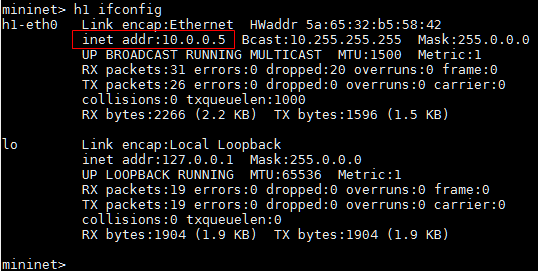 mininet> h1 ifconfig
h1-eth0   Link encap:Ethernet  HWaddr 5a:65:32:b5:58:42
          inet addr:10.0.0.5  Bcast:10.255.255.255  Mask:255.0.0.0
          UP BROADCAST RUNNING MULTICAST  MTU:1500  Metric:1
          RX packets:31 errors:0 dropped:20 overruns:0 frame:0
          TX packets:26 errors:0 dropped:0 overruns:0 carrier:0
          collisions:0 txqueuelen:1000
          RX bytes:2266 (2.2 KB)  TX bytes:1596 (1.5 KB)
lo        Link encap:Local Loopback
          inet addr:127.0.0.1  Mask:255.0.0.0
          UP LOOPBACK RUNNING  MTU:65536  Metric:1
          RX packets:19 errors:0 dropped:0 overruns:0 frame:0
          TX packets:19 errors:0 dropped:0 overruns:0 carrier:0
          collisions:0 txqueuelen:0
          RX bytes:1904 (1.9 KB)  TX bytes:1904 (1.9 KB)
mininet>